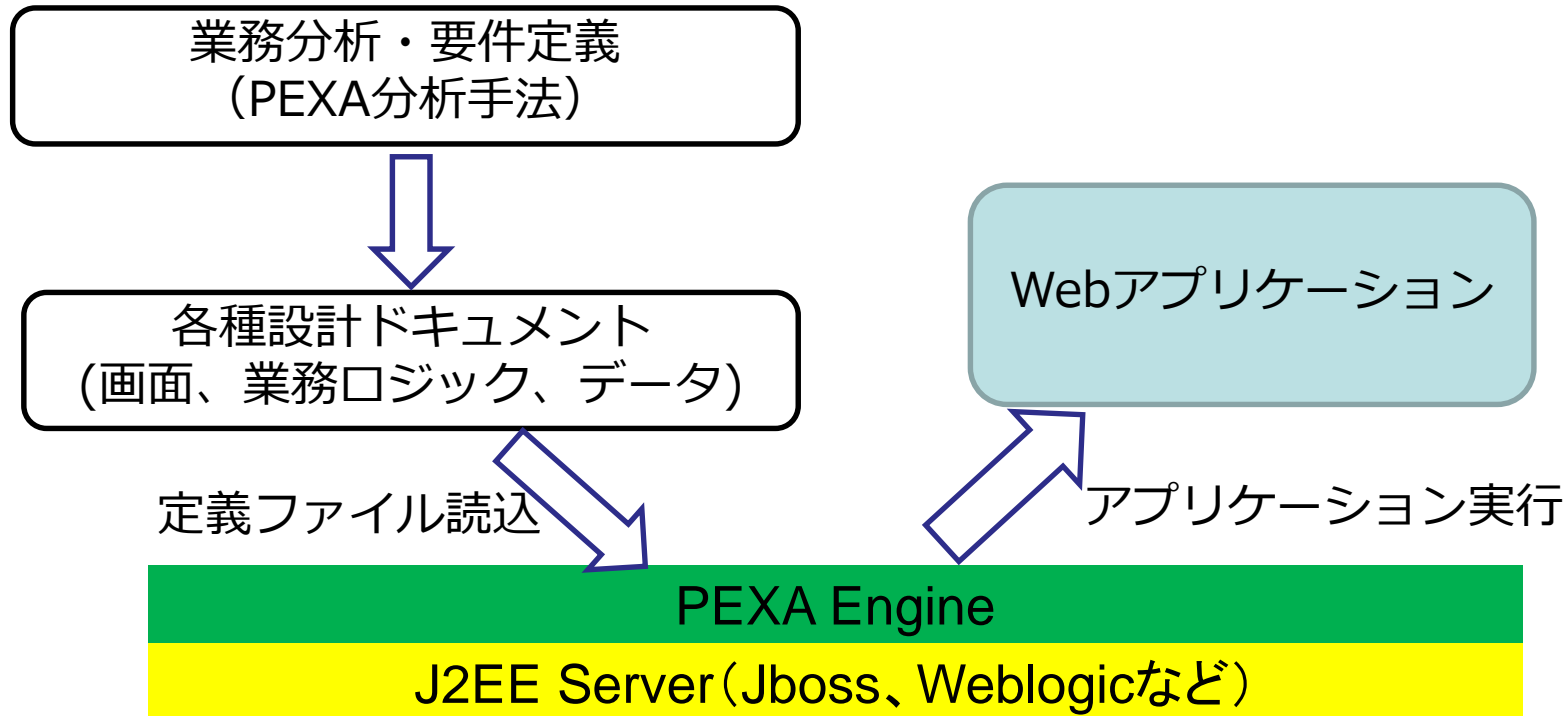 業務分析・要件定義
（PEXA分析手法）
各種設計ドキュメント
(画面、業務ロジック、データ)
Webアプリケーション
定義ファイル読込
アプリケーション実行
PEXA Engine
J2EE Server（Jboss、Weblogicなど）